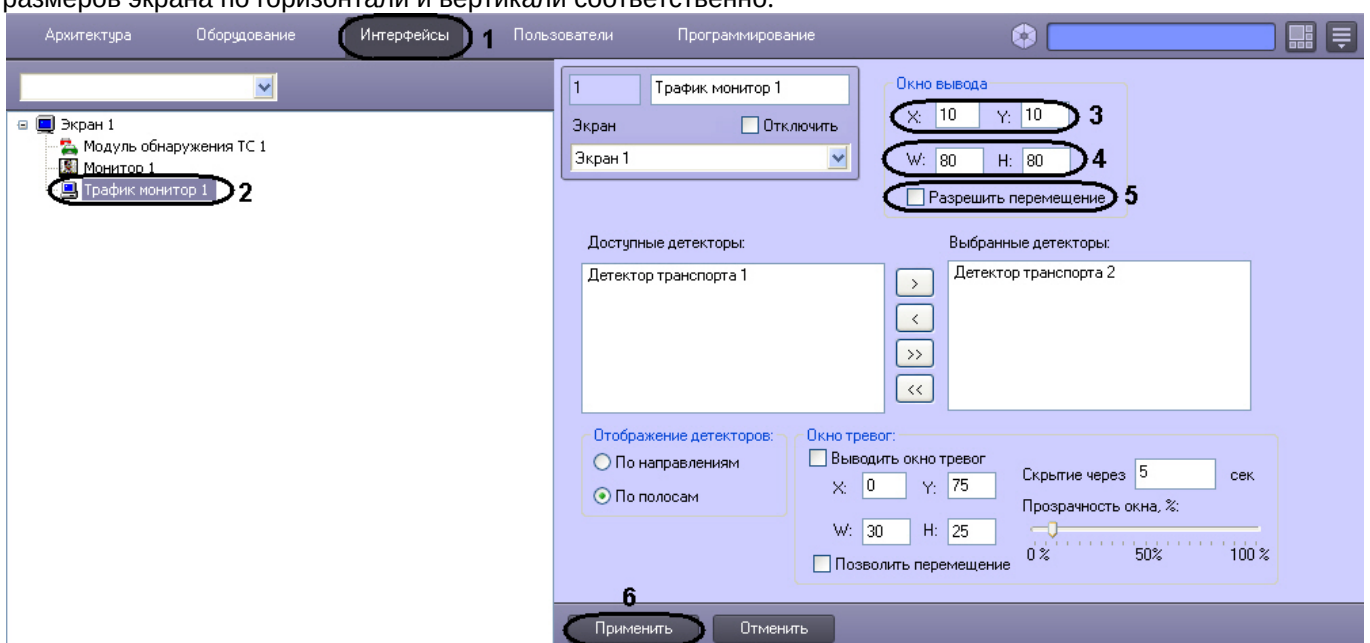 размеров экрана по горизонтали и вертикали соответственно.
Архитектура Оборудование Интерфейсы 1 Пользователи Программирование
1 Трафик монитор 1
Экран Отключить
Экран 1
Окно вывода
X: 10 Y: 10 3
W: 80 H: 80 4
Разрешить перемещение 5
Экран 1
Модуль обнаружения ТС 1
Монитор 1
Трафик монитор 1 2
Доступные детекторы: Выбранные детекторы:
Детектор транспорта 1 Детектор транспорта 2
>
<
>>
<<
Отображение детекторов:
По направлениям
По полосам
Окно тревог:
Выводить окно тревог
X: 0 Y: 75
W: 30 H: 25
Позволить перемещение
Скрытие через 5 сек
Прозрачность окна, %:
0 % 50% 100 %
6
Применить Отменить